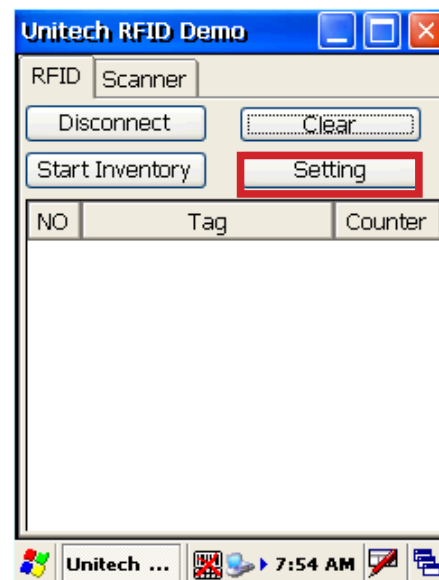 Unitech RFID Demo
RFID Scanner
Disconnect Clear
Start Inventory Setting
NO Tag Counter
Unitech ... 7:54 AM